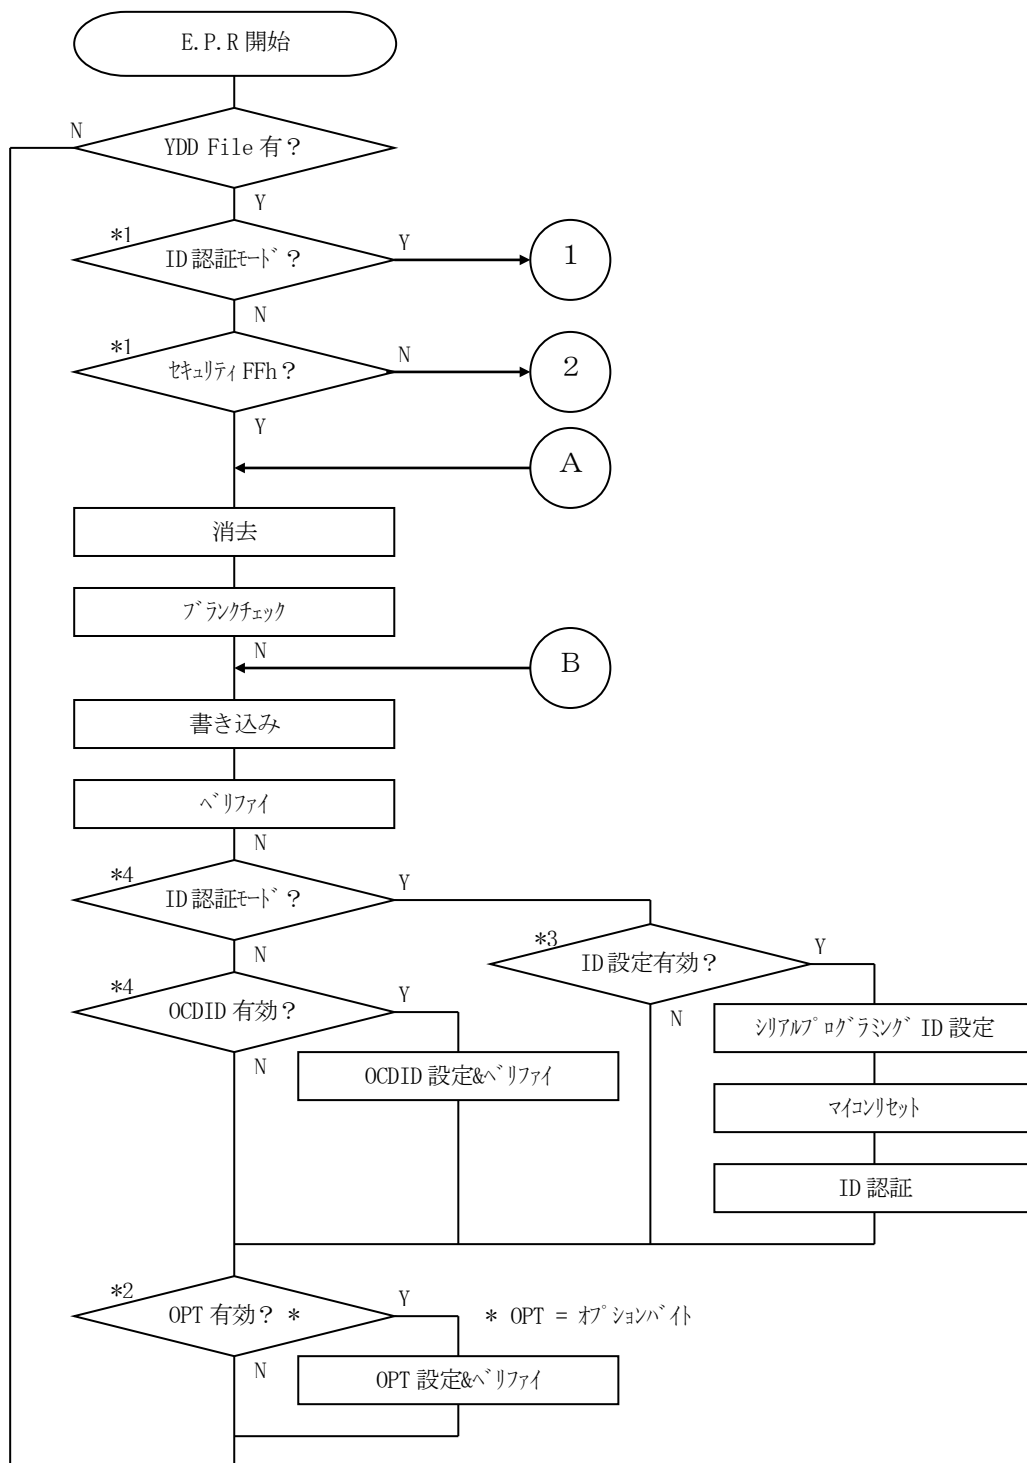 E.P.R 開始
N
YDD File 有？
Y
*1
ID 認証ﾓｰﾄﾞ？
Y
1
N
*1
ｾｷｭﾘﾃｨ FFh？
N
2
Y
A
消去
ﾌﾞﾗﾝｸﾁｪｯｸ
N
B
書き込み
ﾍﾞﾘﾌｧｲ
N
*4
ID 認証ﾓｰﾄﾞ？
Y
*3
ID 設定有効？
Y
N
*4
OCDID 有効？
Y
N
ｼﾘｱﾙﾌﾟﾛｸﾞﾗﾐﾝｸﾞ ID 設定
N
OCDID 設定&ﾍﾞﾘﾌｧｲ
ﾏｲｺﾝﾘｾｯﾄ
ID 認証
*2
OPT 有効？ *
Y
* OPT = ｵﾌﾟｼｮﾝﾊﾞｲﾄ
N
OPT 設定&ﾍﾞﾘﾌｧｲ